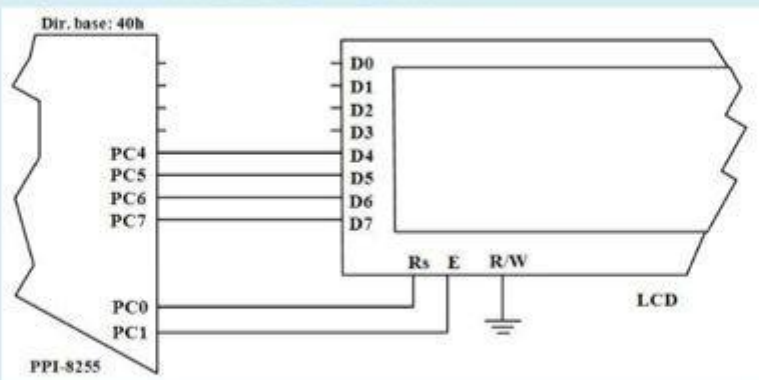 Dir. base: 40h
D0
D1
D2
D3
PC4 D4
PC5 D5
PC6 D6
PC7 D7
Rs E R/W
LCD
PC0
PC1
PPI-8255